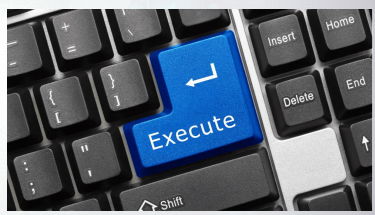 Insert
Home
Delete
End
Execute
Shift
+
=
{
[
}
]
:
;
"
'